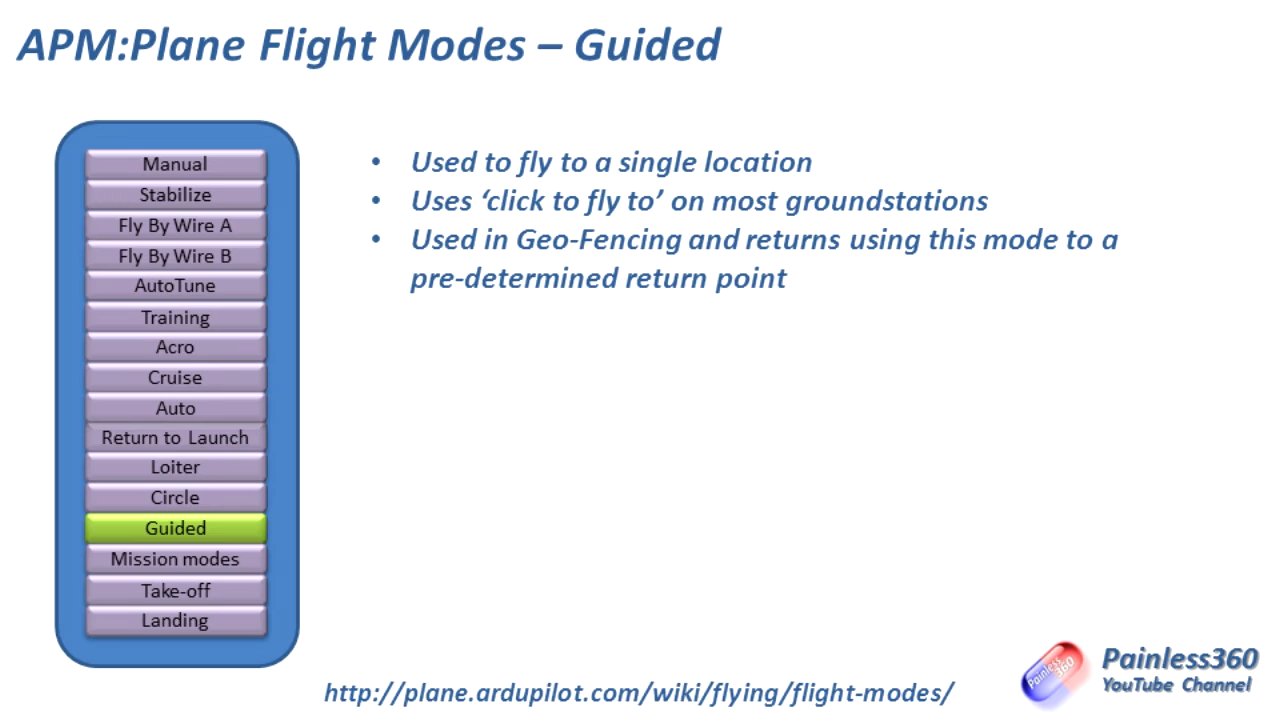 APM:Plane Flight Modes – Guided
Manual
Stabilize
Fly By Wire A
Fly By Wire B
AutoTune
Training
Acro
Cruise
Auto
Return to Launch
Loiter
Circle
Guided
Mission modes
Take-off
Landing
• Used to fly to a single location
• Uses ‘click to fly to’ on most groundstations
• Used in Geo-Fencing and returns using this mode to a
pre-determined return point
http://plane.ardupilot.com/wiki/flying/flight-modes/
Painless
360
Painless360
YouTube Channel